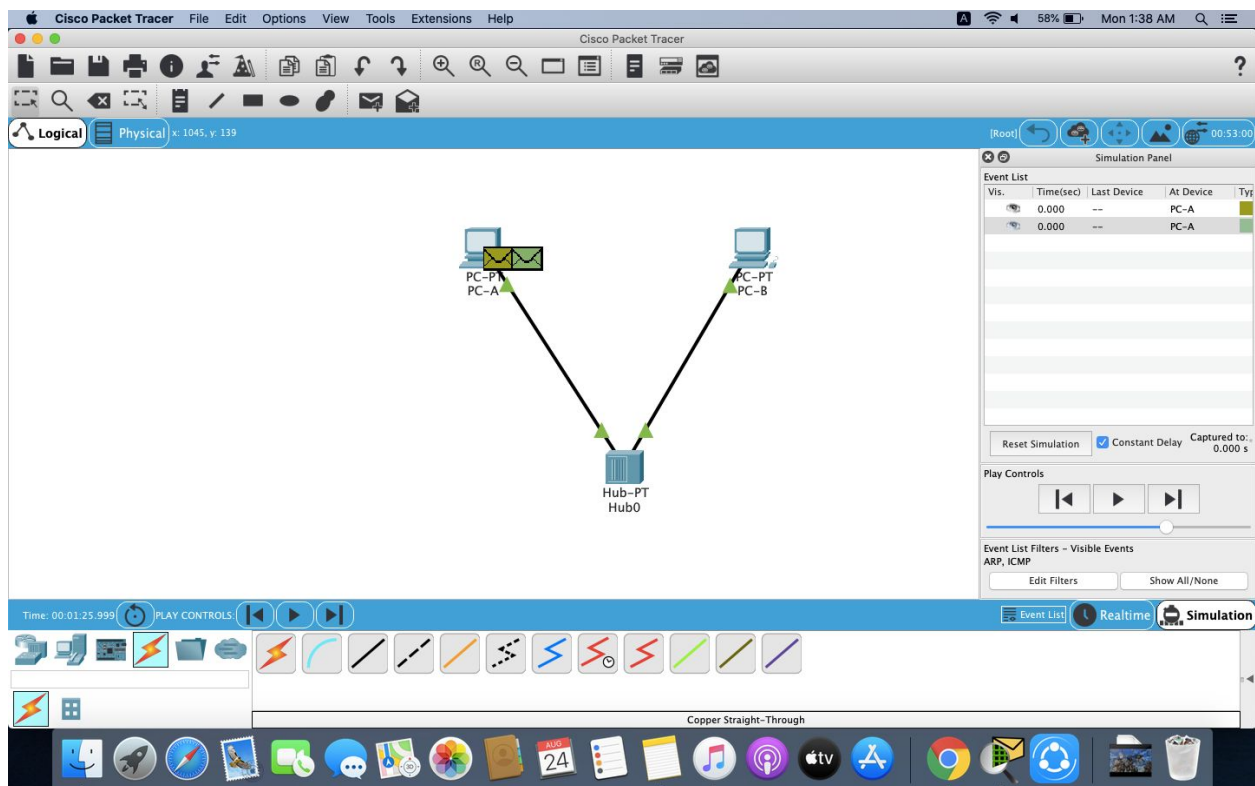 Cisco Packet Tracer File Edit Options View Tools Extensions Help A 58% Mon 1:38 AM
Cisco Packet Tracer
?
Logical Physical x: 1045, y: 139 [Root] 00:53:00
Simulation Panel
Event List
Vis. Time(sec) Last Device At Device Typ
0.000 -- PC-A
0.000 -- PC-A
PC-PT
PC-A
PC-PT
PC-B
Hub-PT
Hub0
Reset Simulation Constant Delay Captured to:
0.000 s
Play Controls
Event List Filters - Visible Events
ARP, ICMP
Edit Filters Show All/None
Time: 00:01:25.999 PLAY CONTROLS: Event List Realtime Simulation
Copper Straight-Through
AUG
24
tv